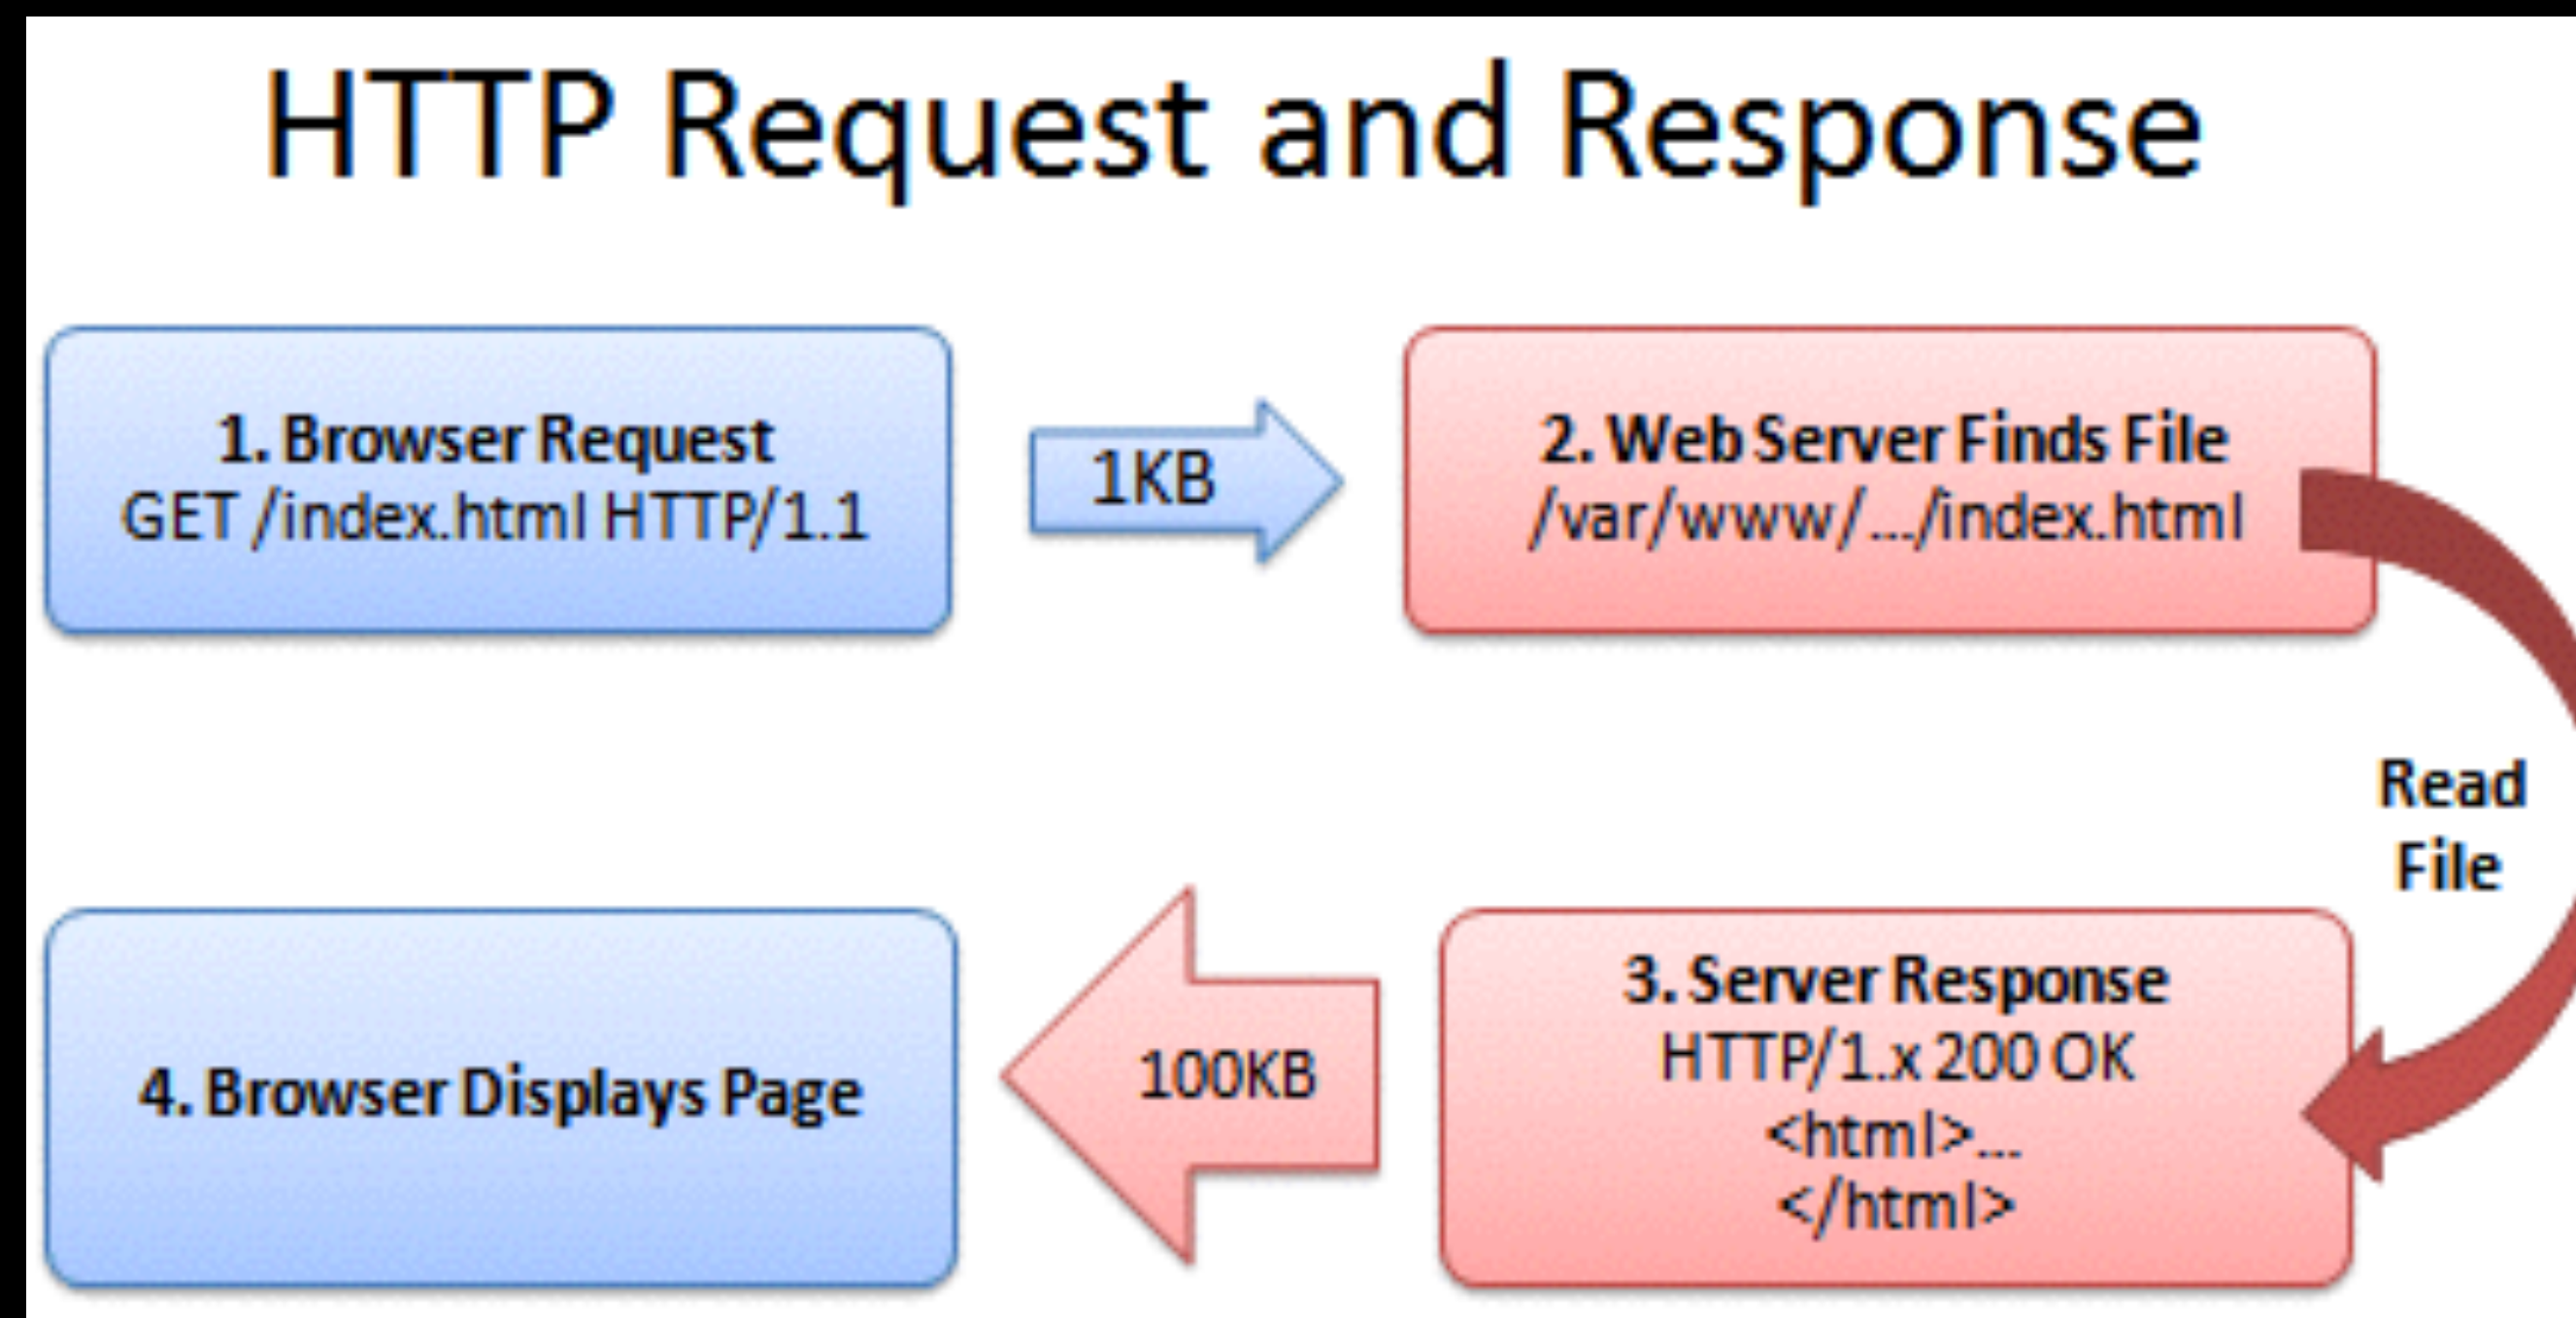 HTTP Request and Response
1. Browser Request
GET /index.html HTTP/1.1
1KB
2. Web Server Finds File
/var/www/.../index.html
Read
File
3. Server Response
HTTP/1.x 200 OK
<html>...
</html>
100KB
4. Browser Displays Page